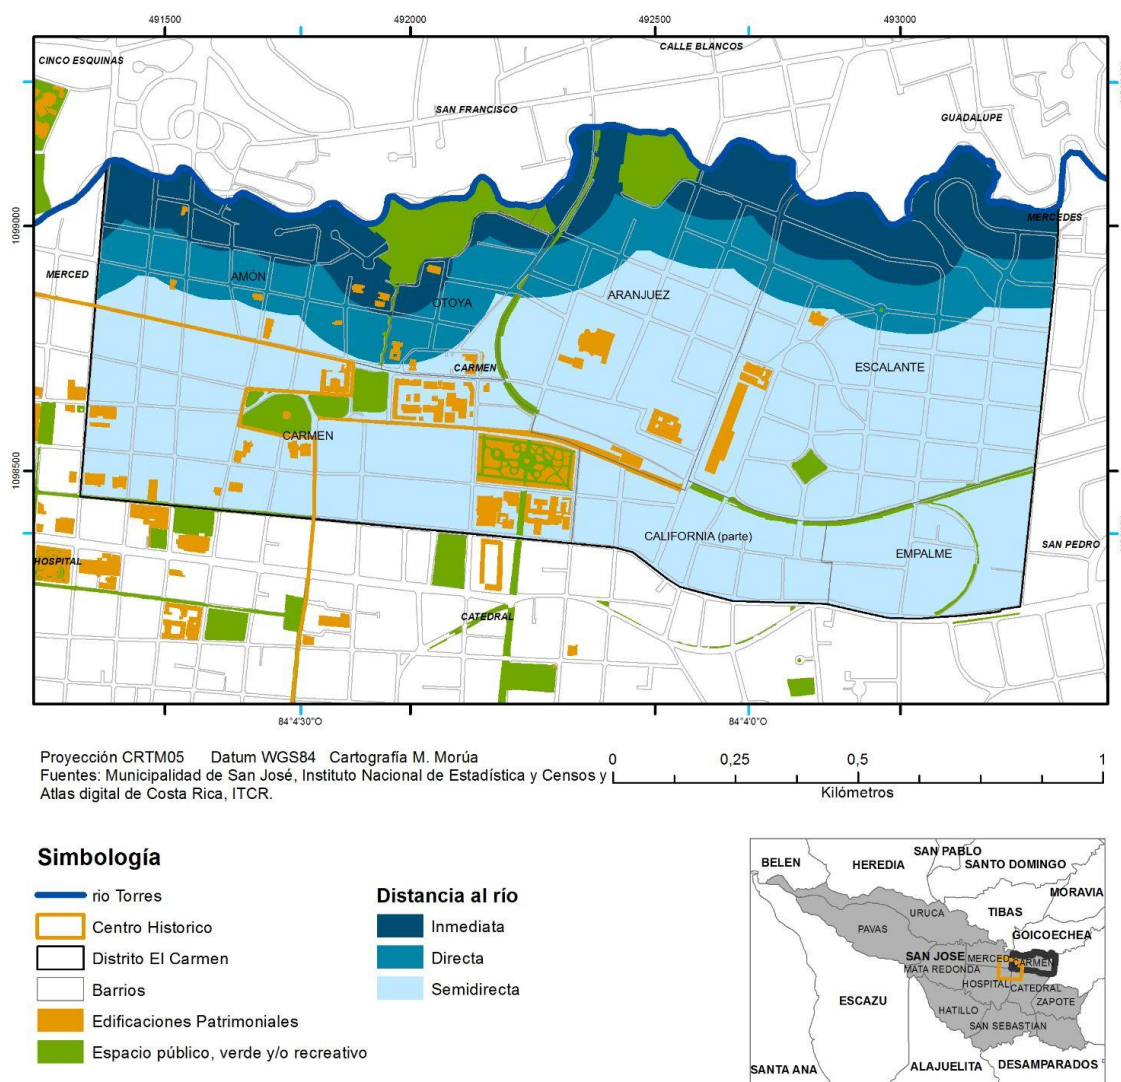 491500 492000 492500 493000
CALLE BLANCOS
CINCO ESQUINAS
SAN FRANCISCO
GUADALUPE
MERCEDES
1099000
MERCED
AMÓN
OTOYA
ARANJUEZ
CARMEN
ESCALANTE
CARMEN
1098500
CALIFORNIA (parte)
EMPALME
SAN PEDRO
HOSPITAL
CATEDRAL
84°4'30"O 84°4'0"O
Proyección CRTM05 Datum WGS84 Cartografía M. Morúa
Fuentes: Municipalidad de San José, Instituto Nacional de Estadística y Censos y
Atlas digital de Costa Rica, ITCR.
0 0,25 0,5 1
Kilómetros
Simbología
rio Torres
Centro Historico
Distrito El Carmen
Barrios
Edificaciones Patrimoniales
Espacio público, verde y/o recreativo
Distancia al río
Inmediata
Directa
Semidirecta
SAN PABLO
BELEN
HEREDIA
SANTO DOMINGO
MORAVIA
URUCA
TIBAS
PAVAS
GOICOECHEA
SAN JOSE
MERCED
CARMEN
MATA REDONDA
HOSPITAL
CATEDRAL
ESCAZU
ZAPOTE
HATILLO
SAN SEBASTIAN
SANTA ANA
ALAJUELITA
DESAMPARADOS